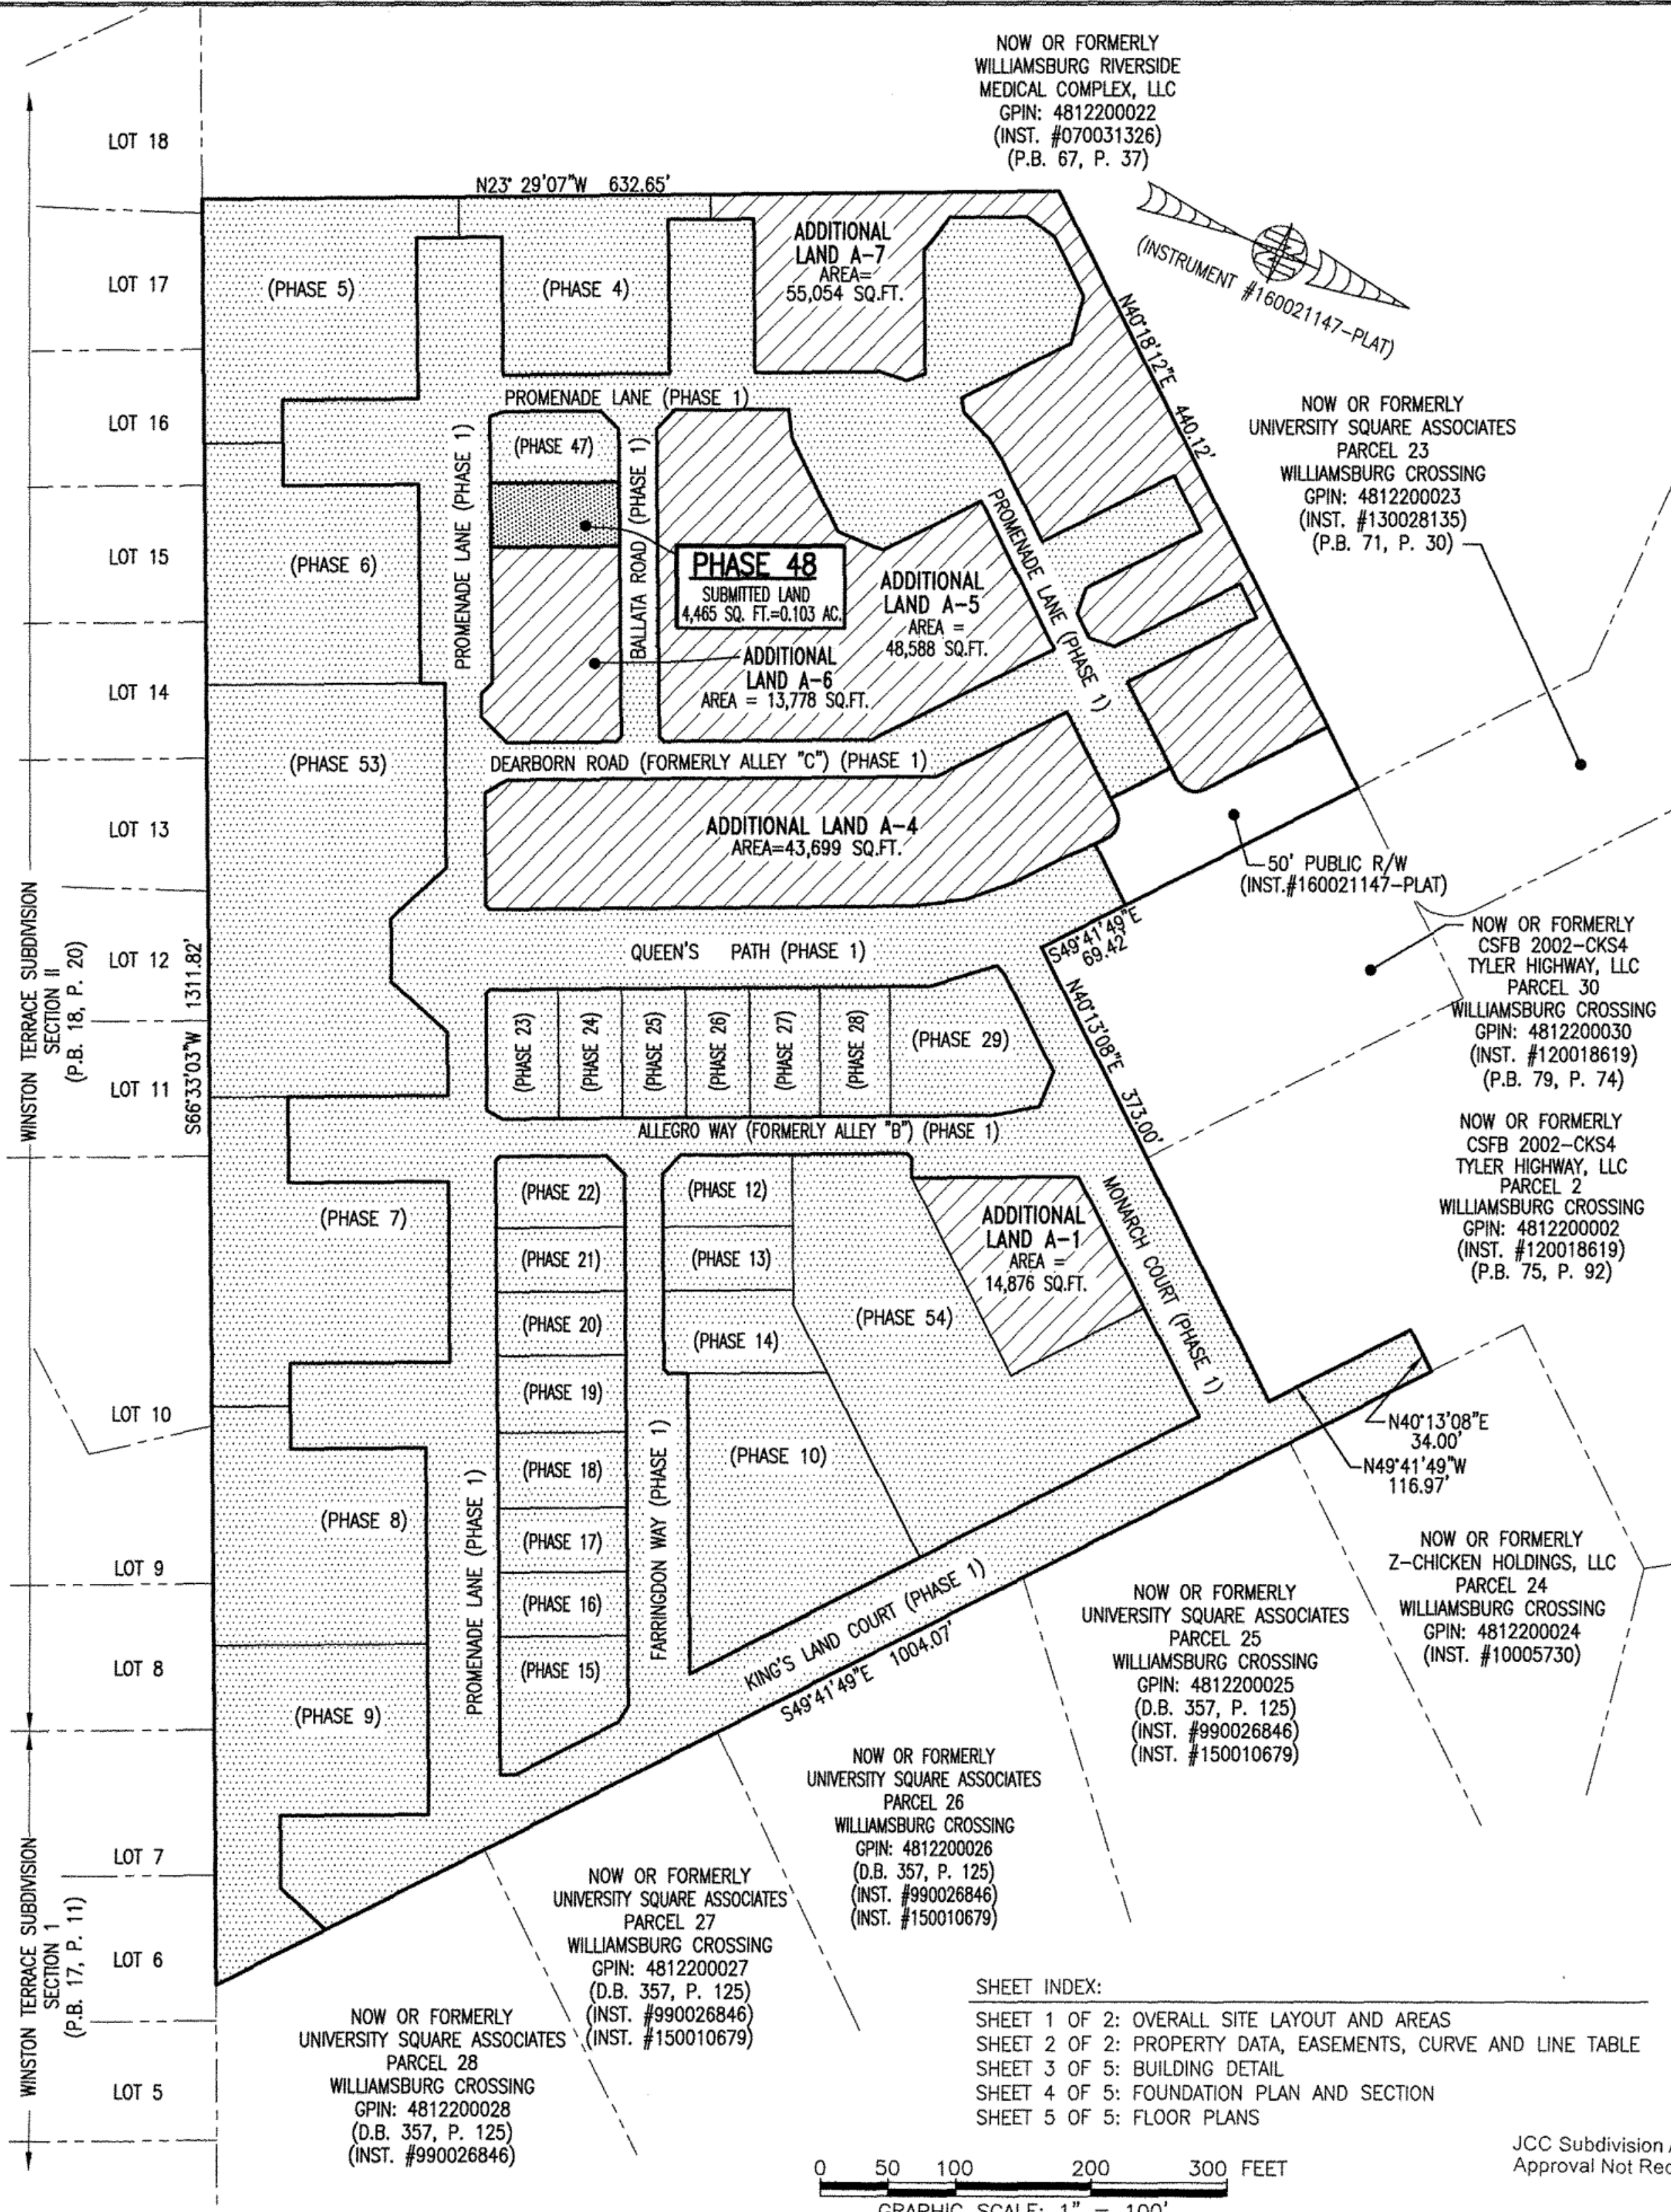 NOW OR FORMERLY
WILLIAMSBURG RIVERSIDE
MEDICAL COMPLEX, LLC
GPIN: 4812200022
(INST. #070031326)
(P.B. 67, P. 37)
(INSTRUMENT #160021147-PLAT)
N23° 29'07"W 632.65'
N40°18'12"E 440.12'
LOT 18
LOT 17
LOT 16
LOT 15
LOT 14
LOT 13
LOT 12
LOT 11
LOT 10
LOT 9
LOT 8
LOT 7
LOT 6
LOT 5
WINSTON TERRACE SUBDIVISION
SECTION II
(P.B. 18, P. 20)
S66°33'03"W 1311.82'
WINSTON TERRACE SUBDIVISION
SECTION 1
(P.B. 17, P. 11)
(PHASE 5)
(PHASE 4)
ADDITIONAL
LAND A-7
AREA=
55,054 SQ.FT.
PROMENADE LANE (PHASE 1)
PROMENADE LANE (PHASE 1)
(PHASE 47)
BALLATA ROAD (PHASE 1)
(PHASE 6)
PHASE 48
SUBMITTED LAND
4,465 SQ. FT.=0.103 AC.
ADDITIONAL
LAND A-5
AREA =
48,588 SQ.FT.
ADDITIONAL
LAND A-6
AREA = 13,778 SQ.FT.
PROMENADE LANE (PHASE 1)
NOW OR FORMERLY
UNIVERSITY SQUARE ASSOCIATES
PARCEL 23
WILLIAMSBURG CROSSING
GPIN: 4812200023
(INST. #130028135)
(P.B. 71, P. 30)
(PHASE 53)
DEARBORN ROAD (FORMERLY ALLEY "C") (PHASE 1)
ADDITIONAL LAND A-4
AREA=43,699 SQ.FT.
50' PUBLIC R/W
(INST.#160021147-PLAT)
QUEEN'S PATH (PHASE 1)
S49°41'49"E
69.42'
N40°13'08"E 373.00'
NOW OR FORMERLY
CSFB 2002-CKS4
TYLER HIGHWAY, LLC
PARCEL 30
WILLIAMSBURG CROSSING
GPIN: 4812200030
(INST. #120018619)
(P.B. 79, P. 74)
(PHASE 23)
(PHASE 24)
(PHASE 25)
(PHASE 26)
(PHASE 27)
(PHASE 28)
(PHASE 29)
ALLEGRO WAY (FORMERLY ALLEY "B") (PHASE 1)
NOW OR FORMERLY
CSFB 2002-CKS4
TYLER HIGHWAY, LLC
PARCEL 2
WILLIAMSBURG CROSSING
GPIN: 4812200002
(INST. #120018619)
(P.B. 75, P. 92)
(PHASE 7)
(PHASE 22)
(PHASE 21)
(PHASE 20)
(PHASE 19)
(PHASE 18)
(PHASE 17)
(PHASE 16)
(PHASE 15)
(PHASE 12)
(PHASE 13)
(PHASE 14)
(PHASE 54)
ADDITIONAL
LAND A-1
AREA =
14,876 SQ.FT.
MONARCH COURT (PHASE 1)
(PHASE 10)
(PHASE 8)
(PHASE 9)
PROMENADE LANE (PHASE 1)
FARRINGDON WAY (PHASE 1)
KING'S LAND COURT (PHASE 1)
S49°41'49"E 1004.07'
N40°13'08"E
34.00'
N49°41'49"W
116.97'
NOW OR FORMERLY
Z-CHICKEN HOLDINGS, LLC
PARCEL 24
WILLIAMSBURG CROSSING
GPIN: 4812200024
(INST. #10005730)
NOW OR FORMERLY
UNIVERSITY SQUARE ASSOCIATES
PARCEL 25
WILLIAMSBURG CROSSING
GPIN: 4812200025
(D.B. 357, P. 125)
(INST. #990026846)
(INST. #150010679)
NOW OR FORMERLY
UNIVERSITY SQUARE ASSOCIATES
PARCEL 26
WILLIAMSBURG CROSSING
GPIN: 4812200026
(D.B. 357, P. 125)
(INST. #990026846)
(INST. #150010679)
NOW OR FORMERLY
UNIVERSITY SQUARE ASSOCIATES
PARCEL 27
WILLIAMSBURG CROSSING
GPIN: 4812200027
(D.B. 357, P. 125)
(INST. #990026846)
(INST. #150010679)
NOW OR FORMERLY
UNIVERSITY SQUARE ASSOCIATES
PARCEL 28
WILLIAMSBURG CROSSING
GPIN: 4812200028
(D.B. 357, P. 125)
(INST. #990026846)
SHEET INDEX:
SHEET 1 OF 2: OVERALL SITE LAYOUT AND AREAS
SHEET 2 OF 2: PROPERTY DATA, EASEMENTS, CURVE AND LINE TABLE
SHEET 3 OF 5: BUILDING DETAIL
SHEET 4 OF 5: FOUNDATION PLAN AND SECTION
SHEET 5 OF 5: FLOOR PLANS
JCC Subdivision
Approval Not
0 50 100 200 300 FEET
GRAPHIC SCALE: 1" = 100'